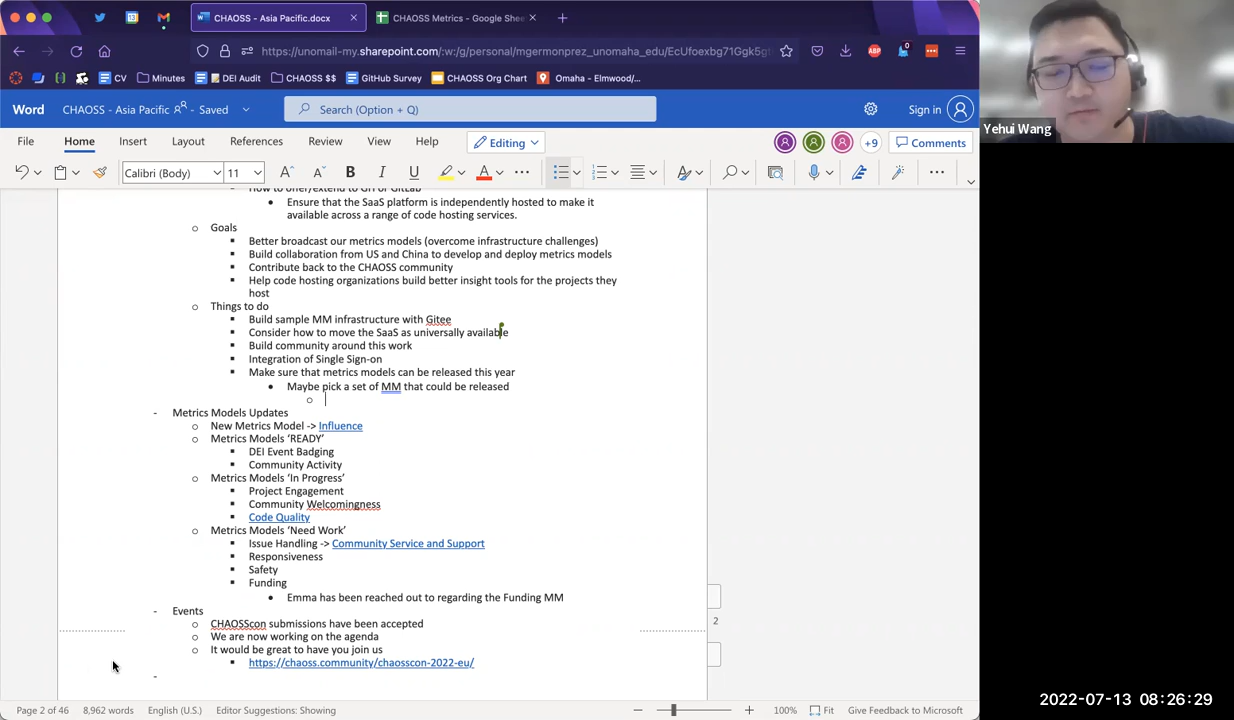 CHAOSS - Asia Pacific.docx
CHAOSS Metrics - Google She
https://unomail-my.sharepoint.com/:w:/g/personal/mgermonprez_unomaha_edu/EcUfoexbg71Ggk5g
CV
Minutes
DEI Audit
CHAOSS $$
GitHub Survey
CHAOSS Org Chart
Omaha - Elmwood/...
ABP
0
Word
CHAOSS - Asia Pacific - Saved
Search (Option + Q)
Sign in
File
Home
Insert
Layout
References
Review
View
Help
Editing
+9
Comments
Calibri (Body)
11
Ensure that the SaaS platform is independently hosted to make it
available across a range of code hosting services.
Goals
Better broadcast our metrics models (overcome infrastructure challenges)
Build collaboration from US and China to develop and deploy metrics models
Contribute back to the CHAOSS community
Help code hosting organizations build better insight tools for the projects they
host
Things to do
Build sample MM infrastructure with Gitee
Consider how to move the SaaS as universally available
Build community around this work
Integration of Single Sign-on
Make sure that metrics models can be released this year
Maybe pick a set of MM that could be released
- Metrics Models Updates
New Metrics Model -> Influence
Metrics Models ‘READY’
DEI Event Badging
Community Activity
Metrics Models ‘In Progress’
Project Engagement
Community Welcomingness
Code Quality
Metrics Models ‘Need Work’
Issue Handling -> Community Service and Support
Responsiveness
Safety
Funding
Emma has been reached out to regarding the Funding MM
- Events
CHAOSScon submissions have been accepted
We are now working on the agenda
It would be great to have you join us
https://chaoss.community/chaosscon-2022-eu/
-
2
Page 2 of 46
8,962 words
English (U.S.)
Editor Suggestions: Showing
100%
Fit
Give Feedback to Microsoft
Yehui Wang
2022-07-13 08:26:29